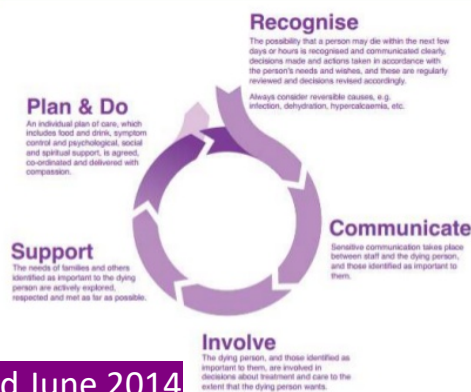 Recognise
The possibility that a person may die within the next few
days or hours is recognised and communicated clearly,
decisions made and actions taken in accordance with
the person's needs and wishes, and these are regularly
reviewed and decisions revised accordingly.
Always consider reversible causes, e.g.
infection, dehydration, hypercalcaemia, etc.
Communicate
Sensitive communication takes place
between staff and the dying person,
and those identified as important to
them.
Involve
The dying person, and those identified as
important to them, are involved in
decisions about treatment and care to the
extent that the dying person wants.
Support
The needs of families and others
identified as important to the dying
person are actively explored,
respected and met as far as possible.
Plan & Do
An individual plan of care, which
includes food and drink, symptom
control and psychological, social
and spiritual support, is agreed,
co-ordinated and delivered with
compassion.
d June 2014